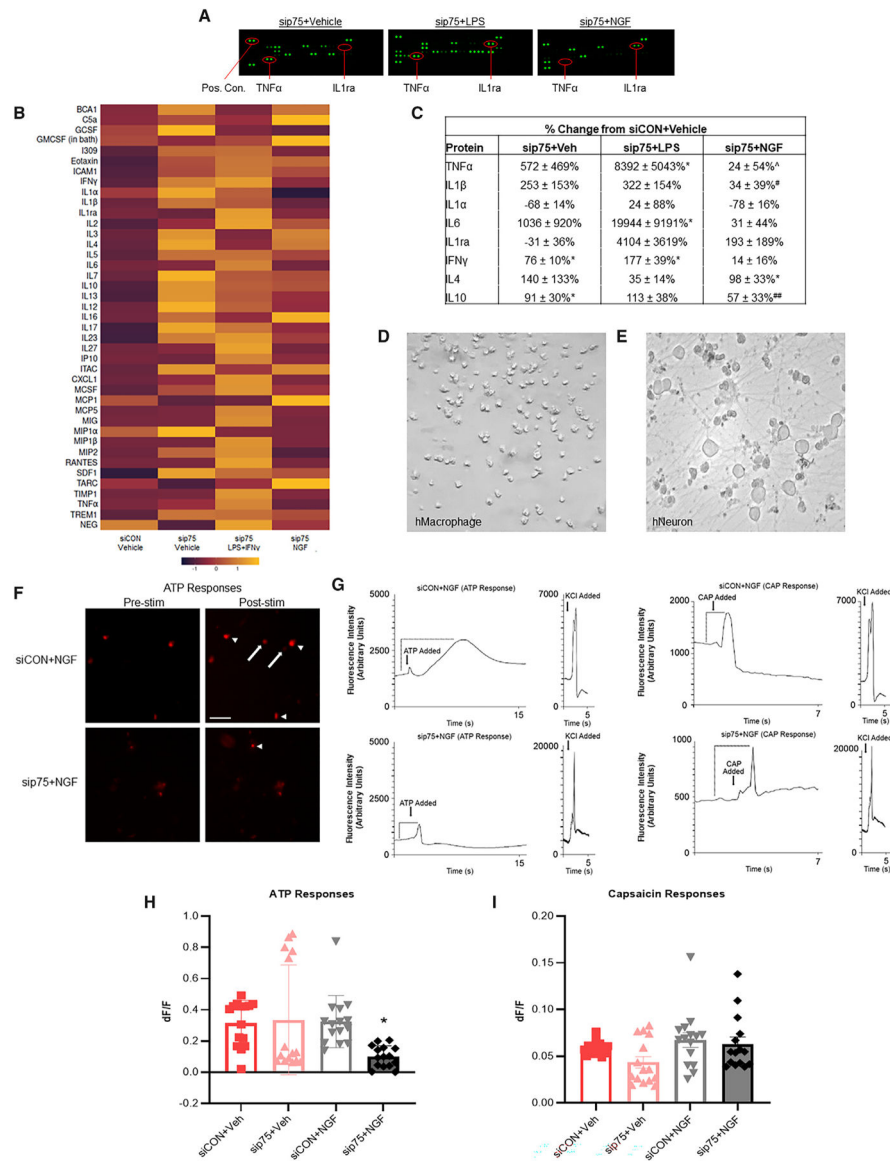 A
sip75+Vehicle
sip75+LPS
sip75+NGF
Pos. Con.
TNFα
IL1ra
TNFα
IL1ra
TNFα
IL1ra
B
BCA1
C5a
GCSF
GMCSF (in bath)
I309
Eotaxin
ICAM1
IFNγ
IL1α
IL1β
IL1ra
IL2
IL3
IL4
IL5
IL6
IL7
IL10
IL13
IL12
IL16
IL17
IL23
IL27
IP10
ITAC
CXCL1
MCSF
MCP1
MCP5
MIG
MIP1α
MIP1β
MIP2
RANTES
SDF1
TARC
TIMP1
TNFα
TREM1
NEG
siCON Vehicle
sip75 Vehicle
sip75 LPS+IFNγ
sip75 NGF
-1 0 1
C
% Change from siCON+Vehicle
Protein sip75+Veh sip75+LPS sip75+NGF
TNFα 572 ± 469% 8392 ± 5043%* 24 ± 54%^
IL1β 253 ± 153% 322 ± 154% 34 ± 39%#
IL1α -68 ± 14% 24 ± 88% -78 ± 16%
IL6 1036 ± 920% 19944 ± 9191%* 31 ± 44%
IL1ra -31 ± 36% 4104 ± 3619% 193 ± 189%
IFNγ 76 ± 10%* 177 ± 39%* 14 ± 16%
IL4 140 ± 133% 35 ± 14% 98 ± 33%*
IL10 91 ± 30%* 113 ± 38% 57 ± 33%##
D
hMacrophage
E
hNeuron
F
ATP Responses
Pre-stim
Post-stim
siCON+NGF
sip75+NGF
G
siCON+NGF (ATP Response)
Fluorescence Intensity
(Arbitrary Units)
5000
2500
0
ATP Added
15
Time (s)
7000
0
KCl Added
5
Time (s)
siCON+NGF (CAP Response)
Fluorescence Intensity
(Arbitrary Units)
2000
1500
1000
500
0
CAP Added
7
Time (s)
7000
0
KCl Added
5
Time (s)
sip75+NGF (ATP Response)
Fluorescence Intensity
(Arbitrary Units)
5000
2500
0
ATP Added
15
Time (s)
20000
0
KCl Added
5
Time (s)
sip75+NGF (CAP Response)
Fluorescence Intensity
(Arbitrary Units)
1000
500
0
CAP
Added
7
Time (s)
20000
10000
0
KCl Added
5
Time (s)
H
ATP Responses
dF/F
1.0
0.8
0.6
0.4
0.2
0.0
-0.2
*
siCON+Veh
sip75+Veh
siCON+NGF
sip75+NGF
I
Capsaicin Responses
dF/F
0.20
0.15
0.10
0.05
0.00
siCON+Veh
sip75+Veh
siCON+NGF
sip75+NGF